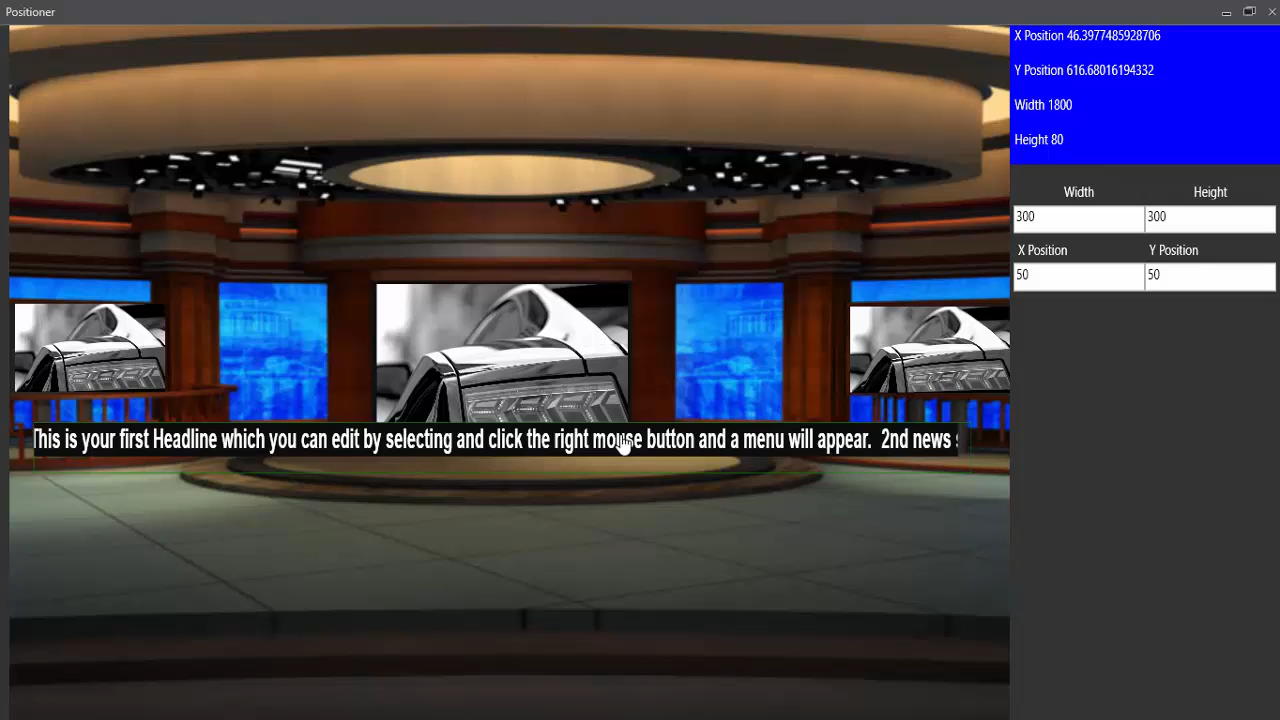 Positioner
X Position 46.3977485928706
Y Position 616.68016194332
Width 1800
Height 80
Width Height
300 300
X Position Y Position
50 50
This is your first Headline which you can edit by selecting and click the right mouse button and a menu will appear. 2nd news